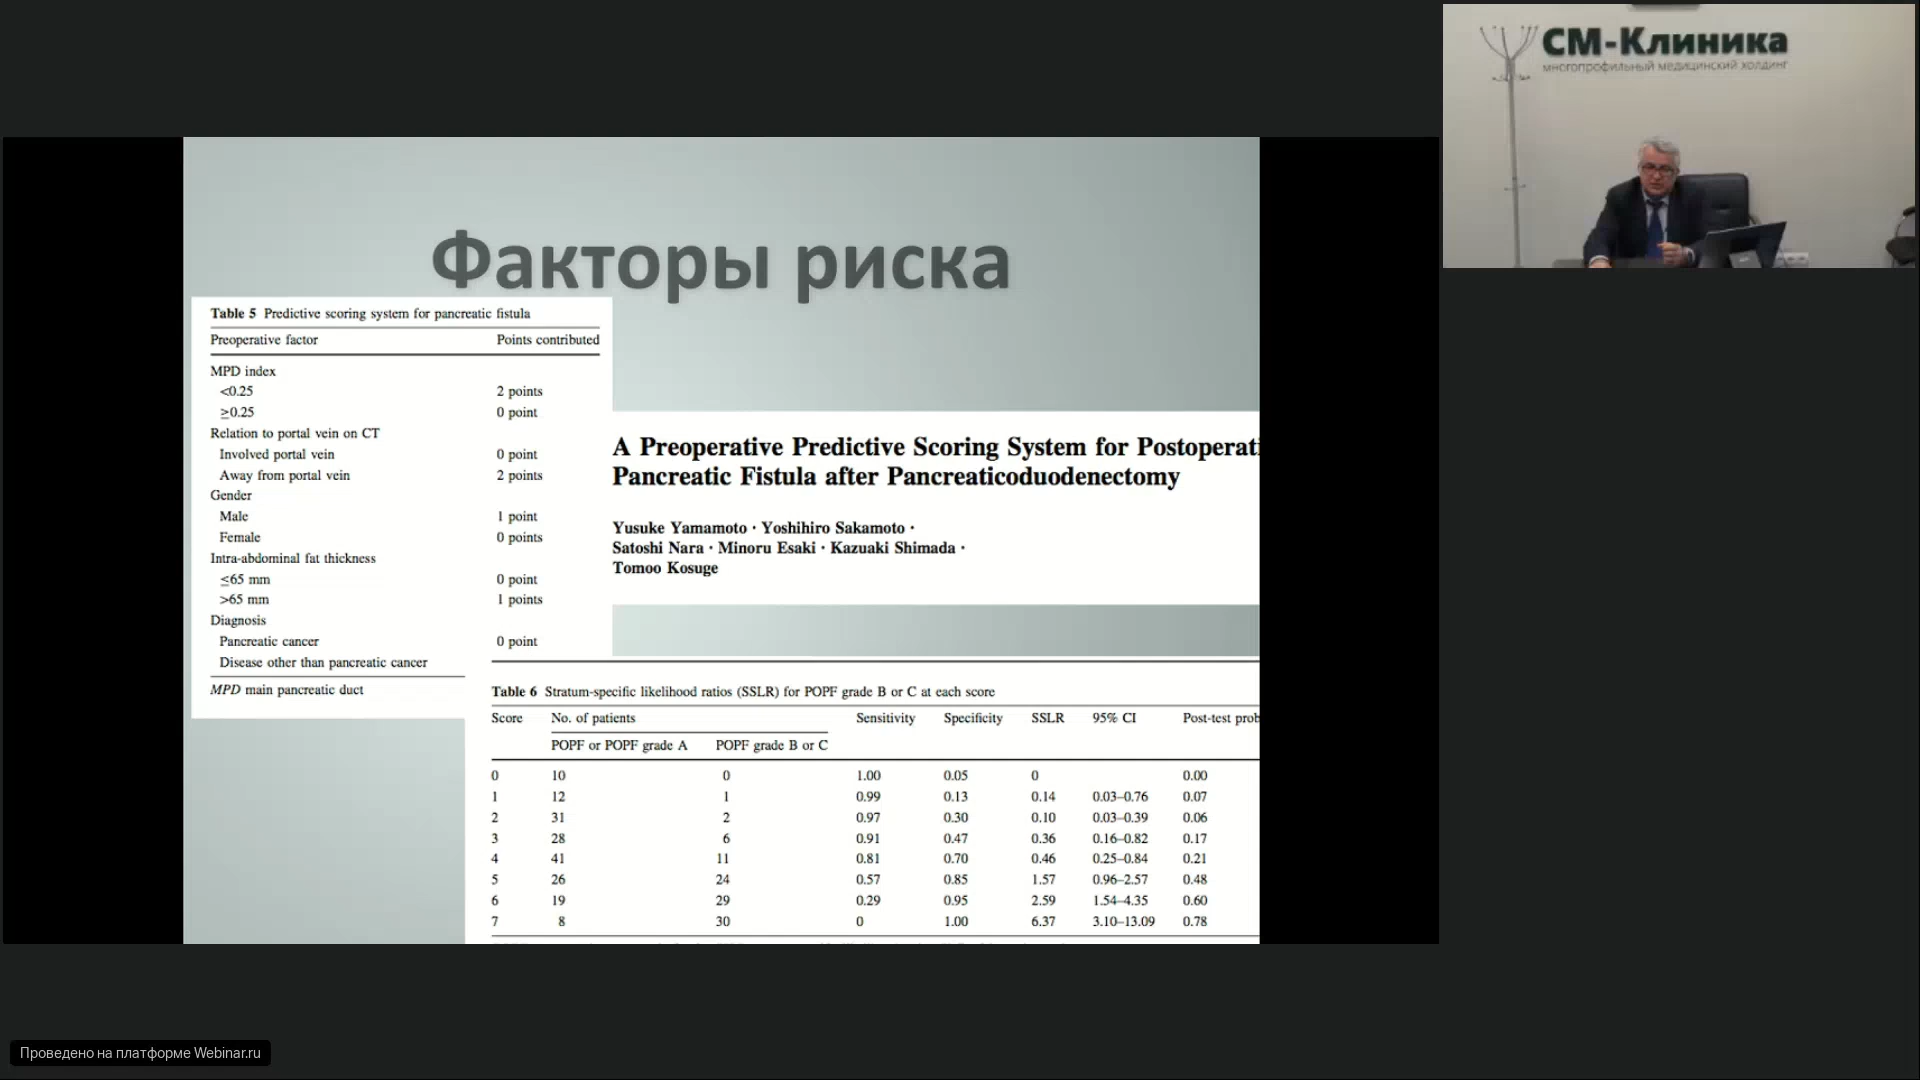 СМ-Клиника
многопрофильный медицинский холдинг
Факторы риска
Table 5 Predictive scoring system for pancreatic fistula
Preoperative factor Points contributed
MPD index
<0.25 2 points
≥0.25 0 point
Relation to portal vein on CT
Involved portal vein 0 point
Away from portal vein 2 points
Gender
Male 1 point
Female 0 points
Intra-abdominal fat thickness
≤65 mm 0 point
>65 mm 1 points
Diagnosis
Pancreatic cancer 0 point
Disease other than pancreatic cancer
MPD main pancreatic duct
A Preoperative Predictive Scoring System for Postoperati
Pancreatic Fistula after Pancreaticoduodenectomy
Yusuke Yamamoto · Yoshihiro Sakamoto ·
Satoshi Nara · Minoru Esaki · Kazuaki Shimada ·
Tomoo Kosuge
Table 6 Stratum-specific likelihood ratios (SSLR) for POPF grade B or C at each score
Score No. of patients Sensitivity Specificity SSLR 95% CI Post-test prob
POPF or POPF grade A POPF grade B or C
0 10 0 1.00 0.05 0 0.00
1 12 1 0.99 0.13 0.14 0.03–0.76 0.07
2 31 2 0.97 0.30 0.10 0.03–0.39 0.06
3 28 6 0.91 0.47 0.36 0.16–0.82 0.17
4 41 11 0.81 0.70 0.46 0.25–0.84 0.21
5 26 24 0.57 0.85 1.57 0.96–2.57 0.48
6 19 29 0.29 0.95 2.59 1.54–4.35 0.60
7 8 30 0 1.00 6.37 3.10–13.09 0.78
Проведено на платформе Webinar.ru